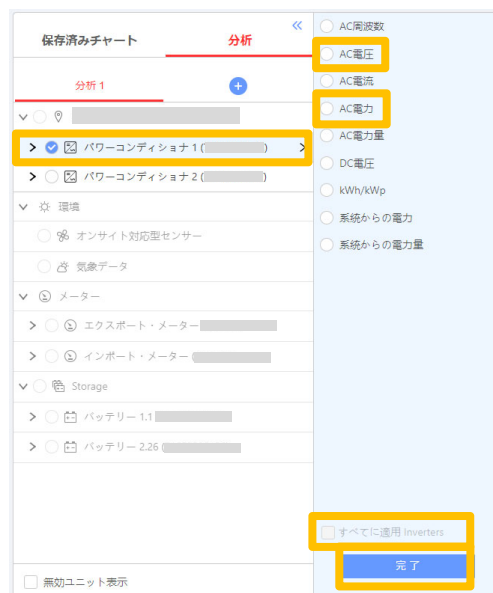 保存済みチャート
分析
分析 1
+
パワーコンディショナ 1 ( )
パワーコンディショナ 2 ( )
環境
オンサイト対応型センサー
気象データ
メーター
エクスポート・メーター
インポート・メーター (
Storage
バッテリー 1.1
バッテリー 2.26 (
無効ユニット表示
AC周波数
AC電圧
AC電流
AC電力
AC電力量
DC電圧
kWh/kWp
系統からの電力
系統からの電力量
すべてに適用 Inverters
完了